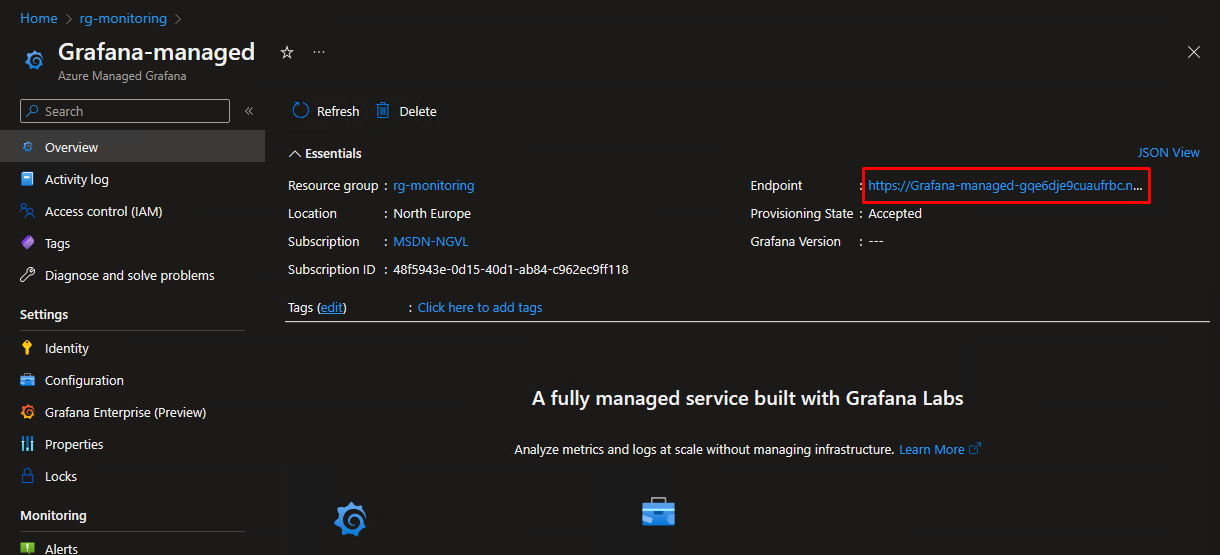 Home > rg-monitoring >
Grafana-managed
Azure Managed Grafana
Search
Overview
Activity log
Access control (IAM)
Tags
Diagnose and solve problems
Settings
Identity
Configuration
Grafana Enterprise (Preview)
Properties
Locks
Monitoring
Alerts
Refresh
Delete
Essentials
JSON View
Resource group : rg-monitoring
Location : North Europe
Subscription : MSDN-NGVL
Subscription ID : 48f5943e-0d15-40d1-ab84-c962ec9ff118
Tags (edit) : Click here to add tags
Endpoint : https://Grafana-managed-gqe6dje9cuaufrbc.n...
Provisioning State : Accepted
Grafana Version : ---
A fully managed service built with Grafana Labs
Analyze metrics and logs at scale without managing infrastructure. Learn More